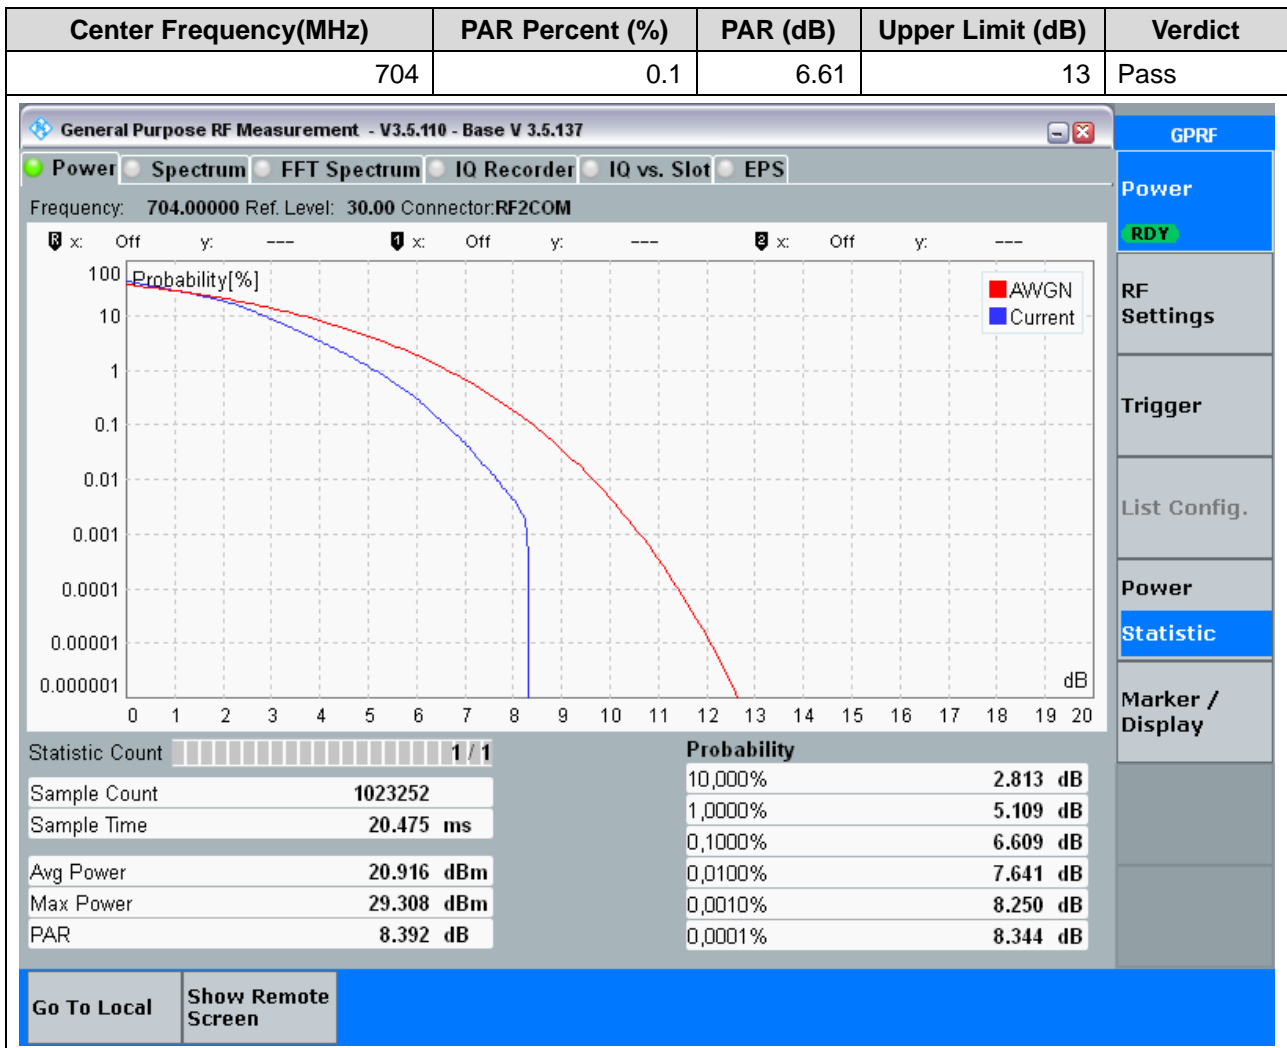 Center Frequency(MHz) PAR Percent (%) PAR (dB) Upper Limit (dB) Verdict
704 0.1 6.61 13 Pass
General Purpose RF Measurement - V3.5.110 - Base V 3.5.137
GPRF
Power Spectrum FFT Spectrum IQ Recorder IQ vs. Slot EPS
Power
RDY
Frequency: 704.00000 Ref. Level: 30.00 Connector:RF2COM
R x: Off y: --- 1 x: Off y: --- 2 x: Off y: ---
Probability[%]
AWGN
Current
100
10
1
0.1
0.01
0.001
0.0001
0.00001
0.000001
dB
0 1 2 3 4 5 6 7 8 9 10 11 12 13 14 15 16 17 18 19 20
RF
Settings
Trigger
List Config.
Power
Statistic
Marker /
Display
Statistic Count 1 / 1
Sample Count 1023252
Sample Time 20.475 ms
Avg Power 20.916 dBm
Max Power 29.308 dBm
PAR 8.392 dB
Probability
10,000% 2.813 dB
1,0000% 5.109 dB
0,1000% 6.609 dB
0,0100% 7.641 dB
0,0010% 8.250 dB
0,0001% 8.344 dB
Go To Local
Show Remote
Screen